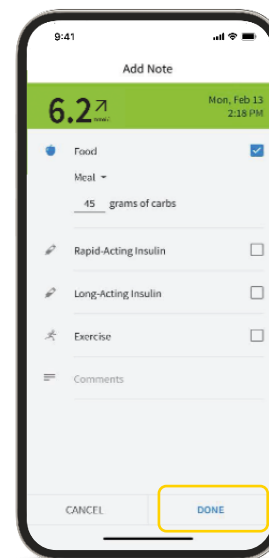 9:41
Add Note
6.2
Mon, Feb 13
2:18 PM
Food
Meal
45 grams of carbs
Rapid-Acting Insulin
Long-Acting Insulin
Exercise
Comments
CANCEL
DONE